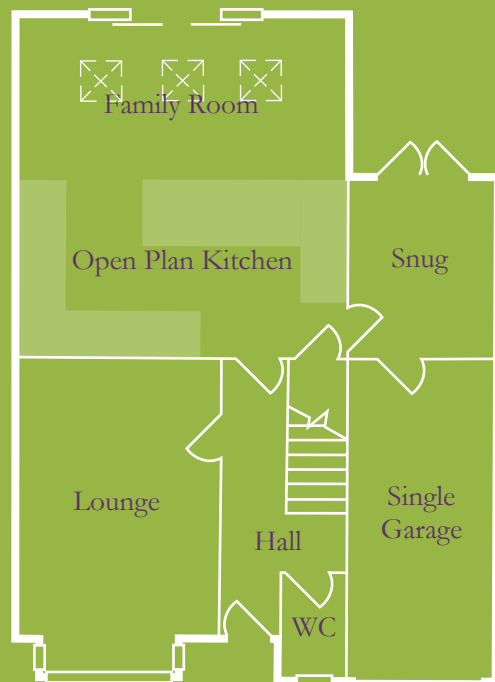 Family Room
Open Plan Kitchen
Snug
Lounge
Single
Garage
Hall
WC